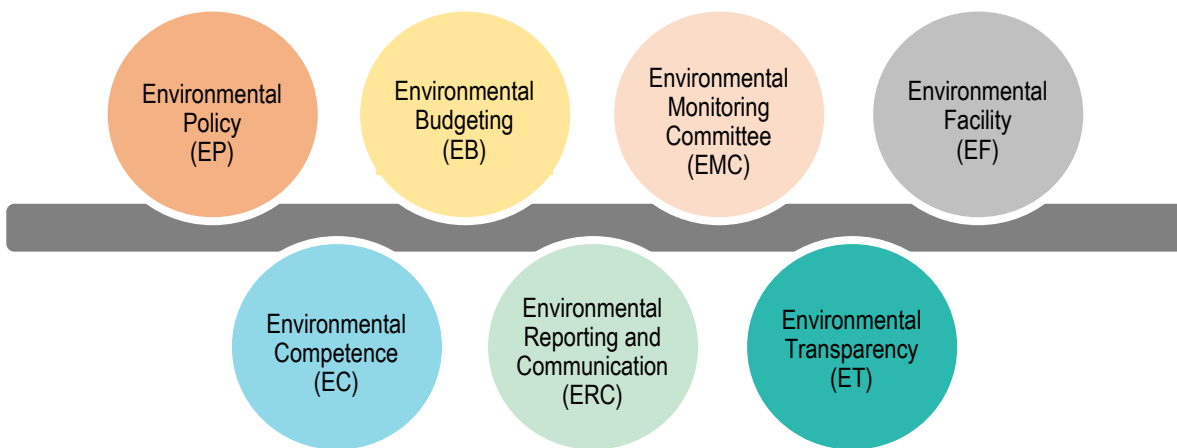 Environmental
Policy
(EP)
Environmental
Budgeting
(EB)
Environmental
Monitoring
Committee
(EMC)
Environmental
Facility
(EF)
Environmental
Competence
(EC)
Environmental
Reporting and
Communication
(ERC)
Environmental
Transparency
(ET)